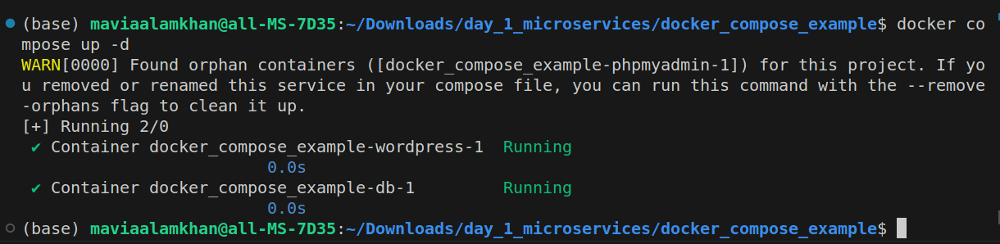 (base) maviaalamkhan@all-MS-7D35:~/Downloads/day_1_microservices/docker_compose_example$ docker co
mpose up -d
WARN[0000] Found orphan containers ([docker_compose_example-phpmyadmin-1]) for this project. If yo
u removed or renamed this service in your compose file, you can run this command with the --remove
-orphans flag to clean it up.
[+] Running 2/0
✔ Container docker_compose_example-wordpress-1  Running
0.0s
✔ Container docker_compose_example-db-1         Running
0.0s
(base) maviaalamkhan@all-MS-7D35:~/Downloads/day_1_microservices/docker_compose_example$